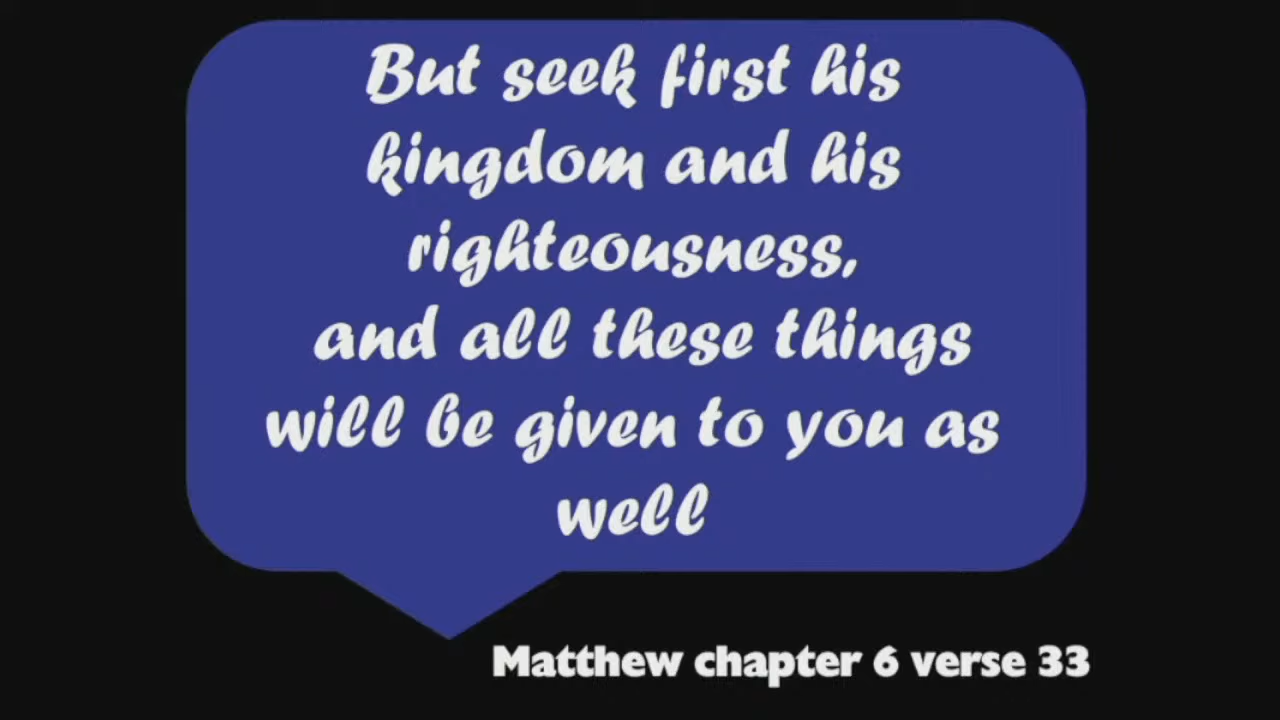 But seek first his
kingdom and his
righteousness,
and all these things
will be given to you as
well
Matthew chapter 6 verse 33